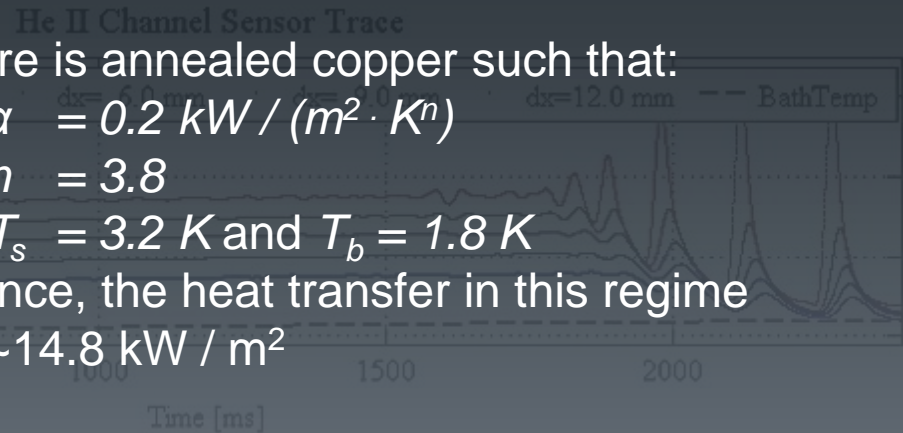 He II Channel Sensor Trace
re is annealed copper such that:
dx= 6.0 mm dx= 9.0 mm dx=12.0 mm BathTemp
α = 0.2 kW / (m² · Kⁿ)
n = 3.8
Tₛ = 3.2 K and T_b = 1.8 K
nce, the heat transfer in this regime
~14.8 kW / m²
1000 1500 2000
Time [ms]